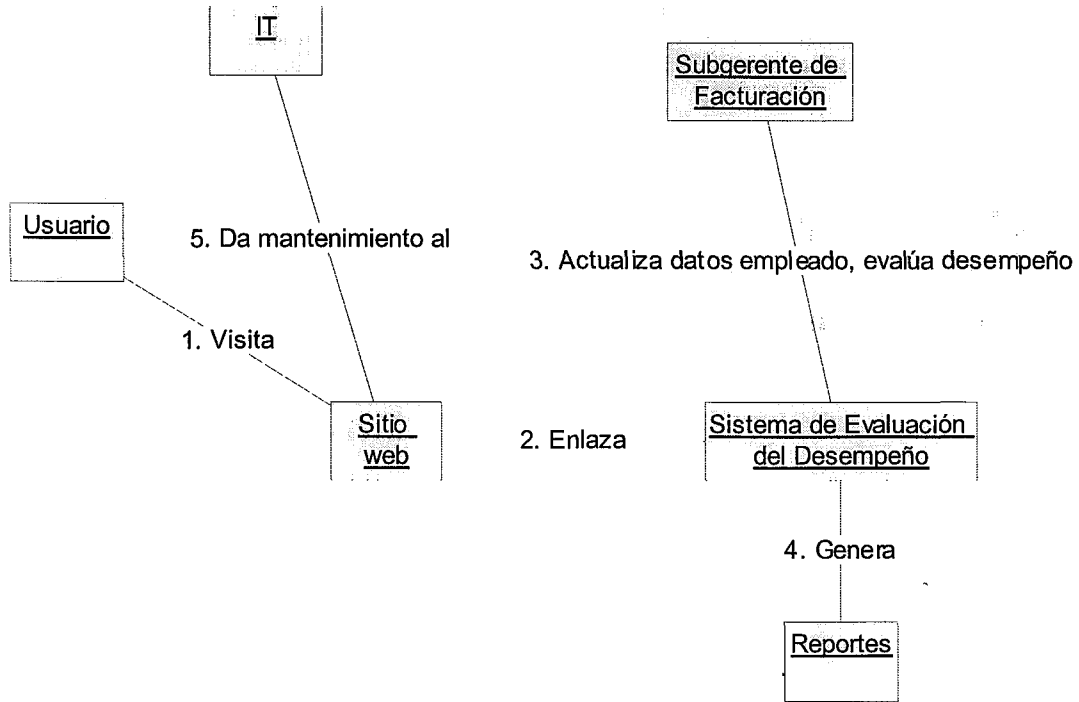 IT
Subgerente de
Facturación
Usuario
5. Da mantenimiento al
3. Actualiza datos empleado, evalúa desempeño
1. Visita
Sitio
web
2. Enlaza
Sistema de Evaluación
del Desempeño
4. Genera
Reportes